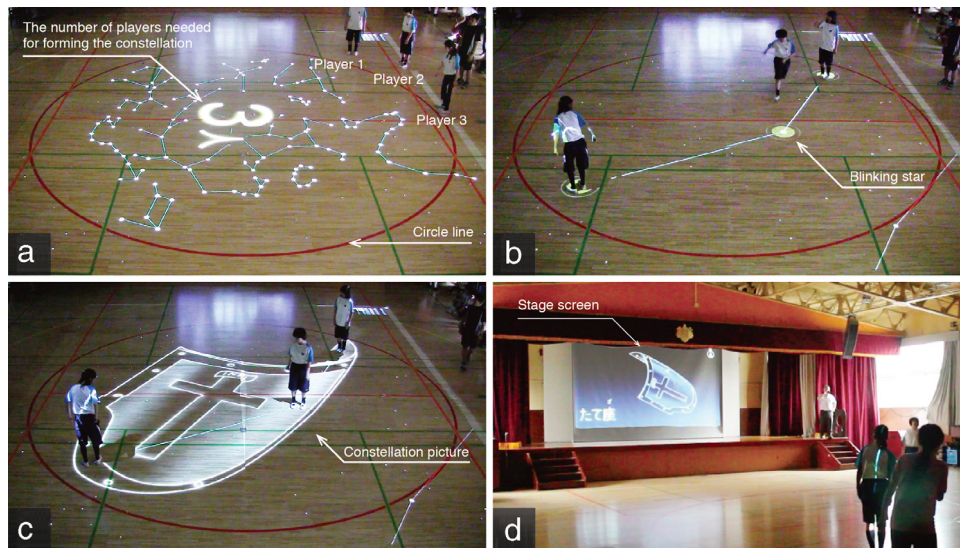 The number of players needed
for forming the constellation
Player 1
Player 2
Player 3
3
Circle line
a
Blinking star
b
Constellation picture
c
Stage screen
たて座
d